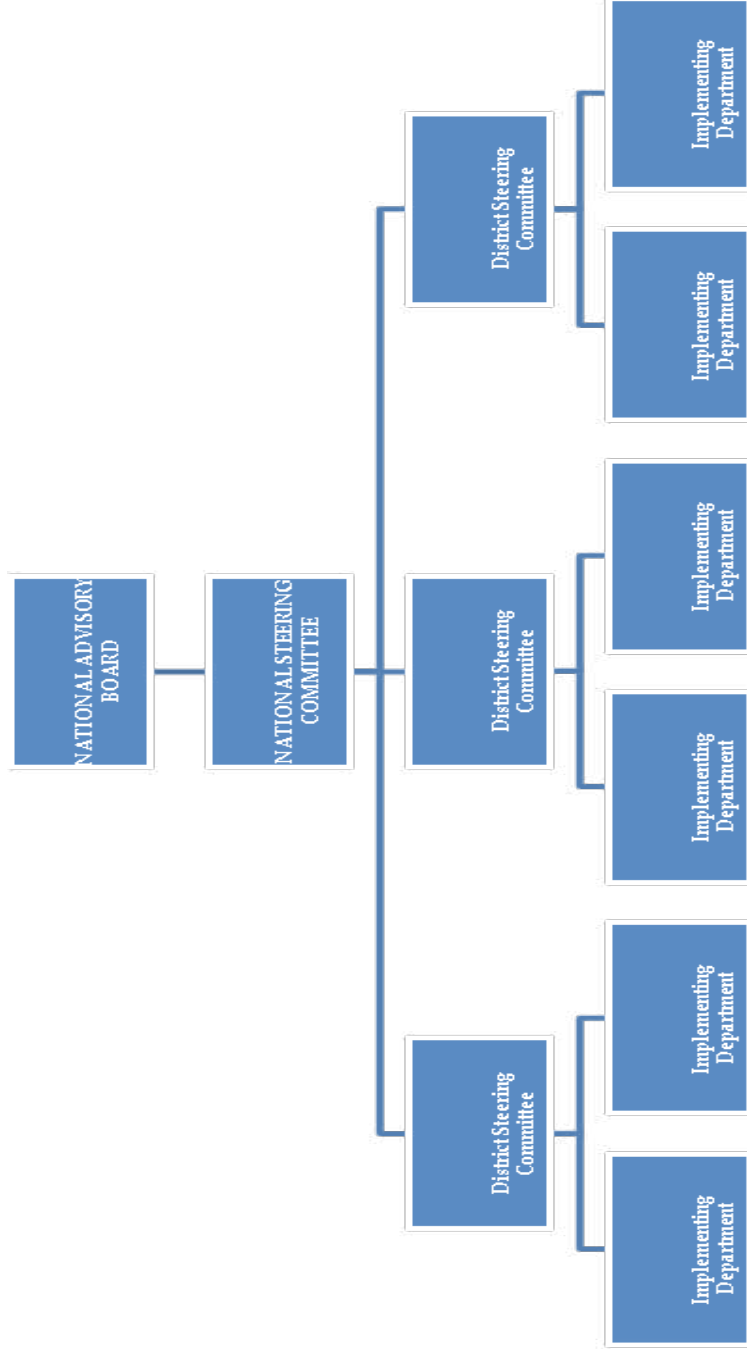 NATIONAL ADVISORY
BOARD
NATIONAL STEERING
COMMITTEE
District Steering
Committee
District Steering
Committee
District Steering
Committee
Implementing
Department
Implementing
Department
Implementing
Department
Implementing
Department
Implementing
Department
Implementing
Department